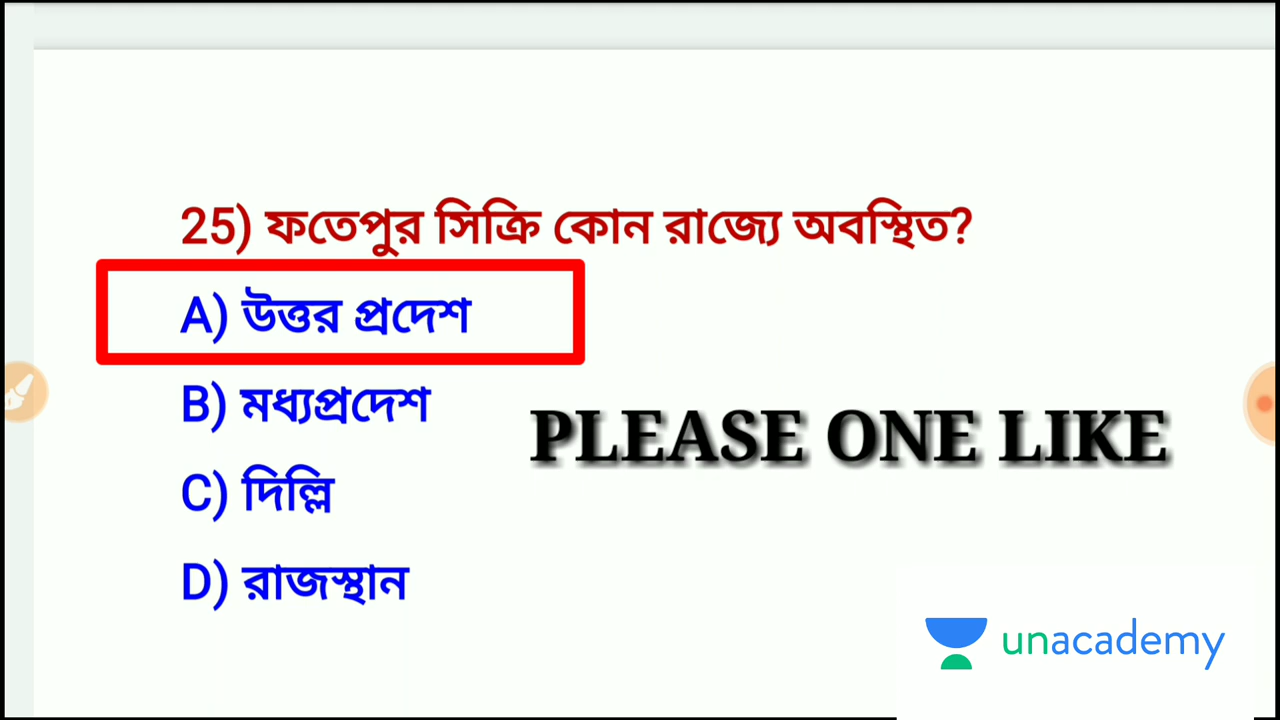 25) ফতেপুর সিক্রি কোন রাজ্যে অবস্থিত?
A) উত্তর প্রদেশ
B) মধ্যপ্রদেশ
PLEASE ONE LIKE
C) দিল্লি
D) রাজস্থান
unacademy